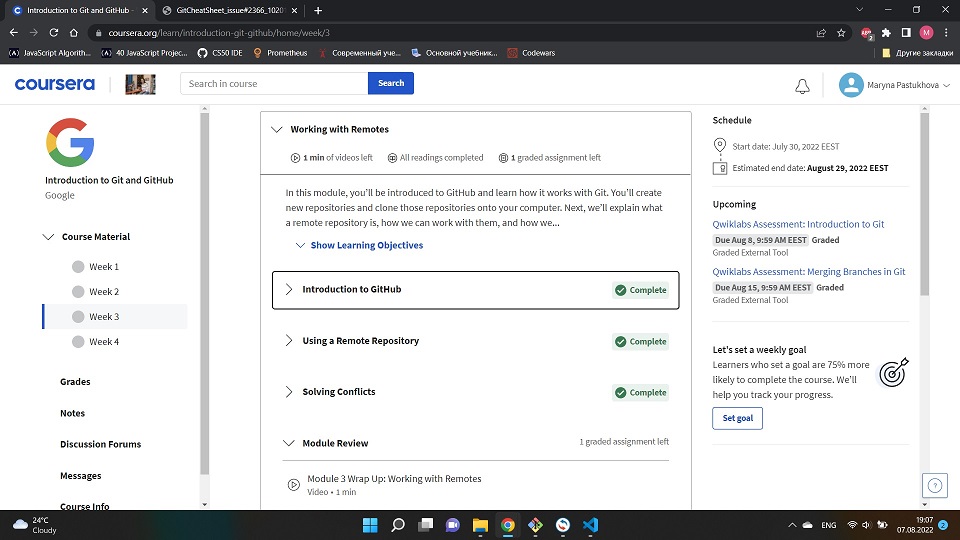 Introduction to Git and GitHub -
GitCheatSheet_issue#2366_1020
coursera.org/learn/introduction-git-github/home/week/3
JavaScript Algorith...
40 JavaScript Projec...
CS50 IDE
Prometheus
Современный уче...
Основной учебник...
Codewars
Другие закладки
coursera
Search in course
Search
Maryna Pastukhova
Introduction to Git and GitHub
Google
Course Material
Week 1
Week 2
Week 3
Week 4
Grades
Notes
Discussion Forums
Messages
Course Info
Working with Remotes
1 min of videos left
All readings completed
1 graded assignment left
In this module, you'll be introduced to GitHub and learn how it works with Git. You'll create
new repositories and clone those repositories onto your computer. Next, we'll explain what
a remote repository is, how we can work with them, and how we...
Show Learning Objectives
Introduction to GitHub
Complete
Using a Remote Repository
Complete
Solving Conflicts
Complete
Module Review
1 graded assignment left
Module 3 Wrap Up: Working with Remotes
Video • 1 min
Schedule
Start date: July 30, 2022 EEST
Estimated end date: August 29, 2022 EEST
Upcoming
Qwiklabs Assessment: Introduction to Git
Due Aug 8, 9:59 AM EEST Graded
Graded External Tool
Qwiklabs Assessment: Merging Branches in Git
Due Aug 15, 9:59 AM EEST Graded
Graded External Tool
Let's set a weekly goal
Learners who set a goal are 75% more
likely to complete the course. We'll
help you track your progress.
Set goal
24°C
Cloudy
ENG
19:07
07.08.2022
2